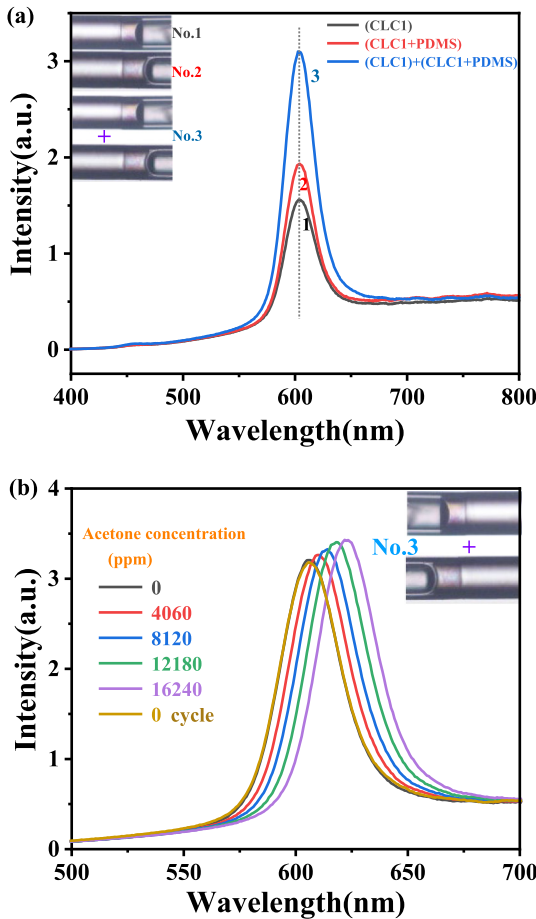 (a)
No.1
No.2
+
No.3
(CLC1)
(CLC1+PDMS)
(CLC1)+(CLC1+PDMS)
3
2
1
Intensity(a.u.)
3
2
1
0
400
500
600
700
800
Wavelength(nm)
(b)
Acetone concentration
(ppm)
0
4060
8120
12180
16240
0 cycle
No.3
+
Intensity(a.u.)
4
3
2
1
0
500
550
600
650
700
Wavelength(nm)